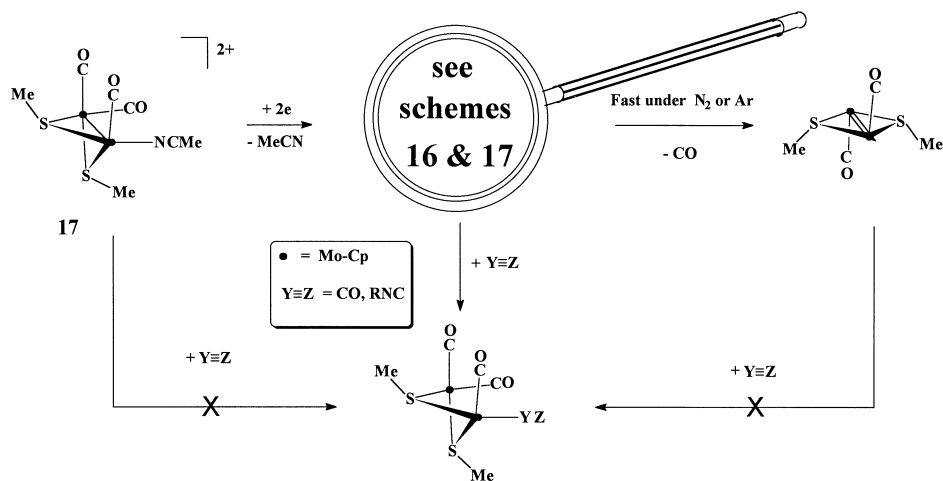 2+
O
C
O
C
CO
Me
S
NCMe
S
Me
17
+ 2e
- MeCN
see
schemes
16 & 17
Fast under N₂ or Ar
- CO
O
C
S
S
Me
Me
C
O
● = Mo-Cp
Y≡Z = CO, RNC
+ Y≡Z
+ Y≡Z
X
O
C
O
C
CO
Me
S
YZ
S
Me
+ Y≡Z
X